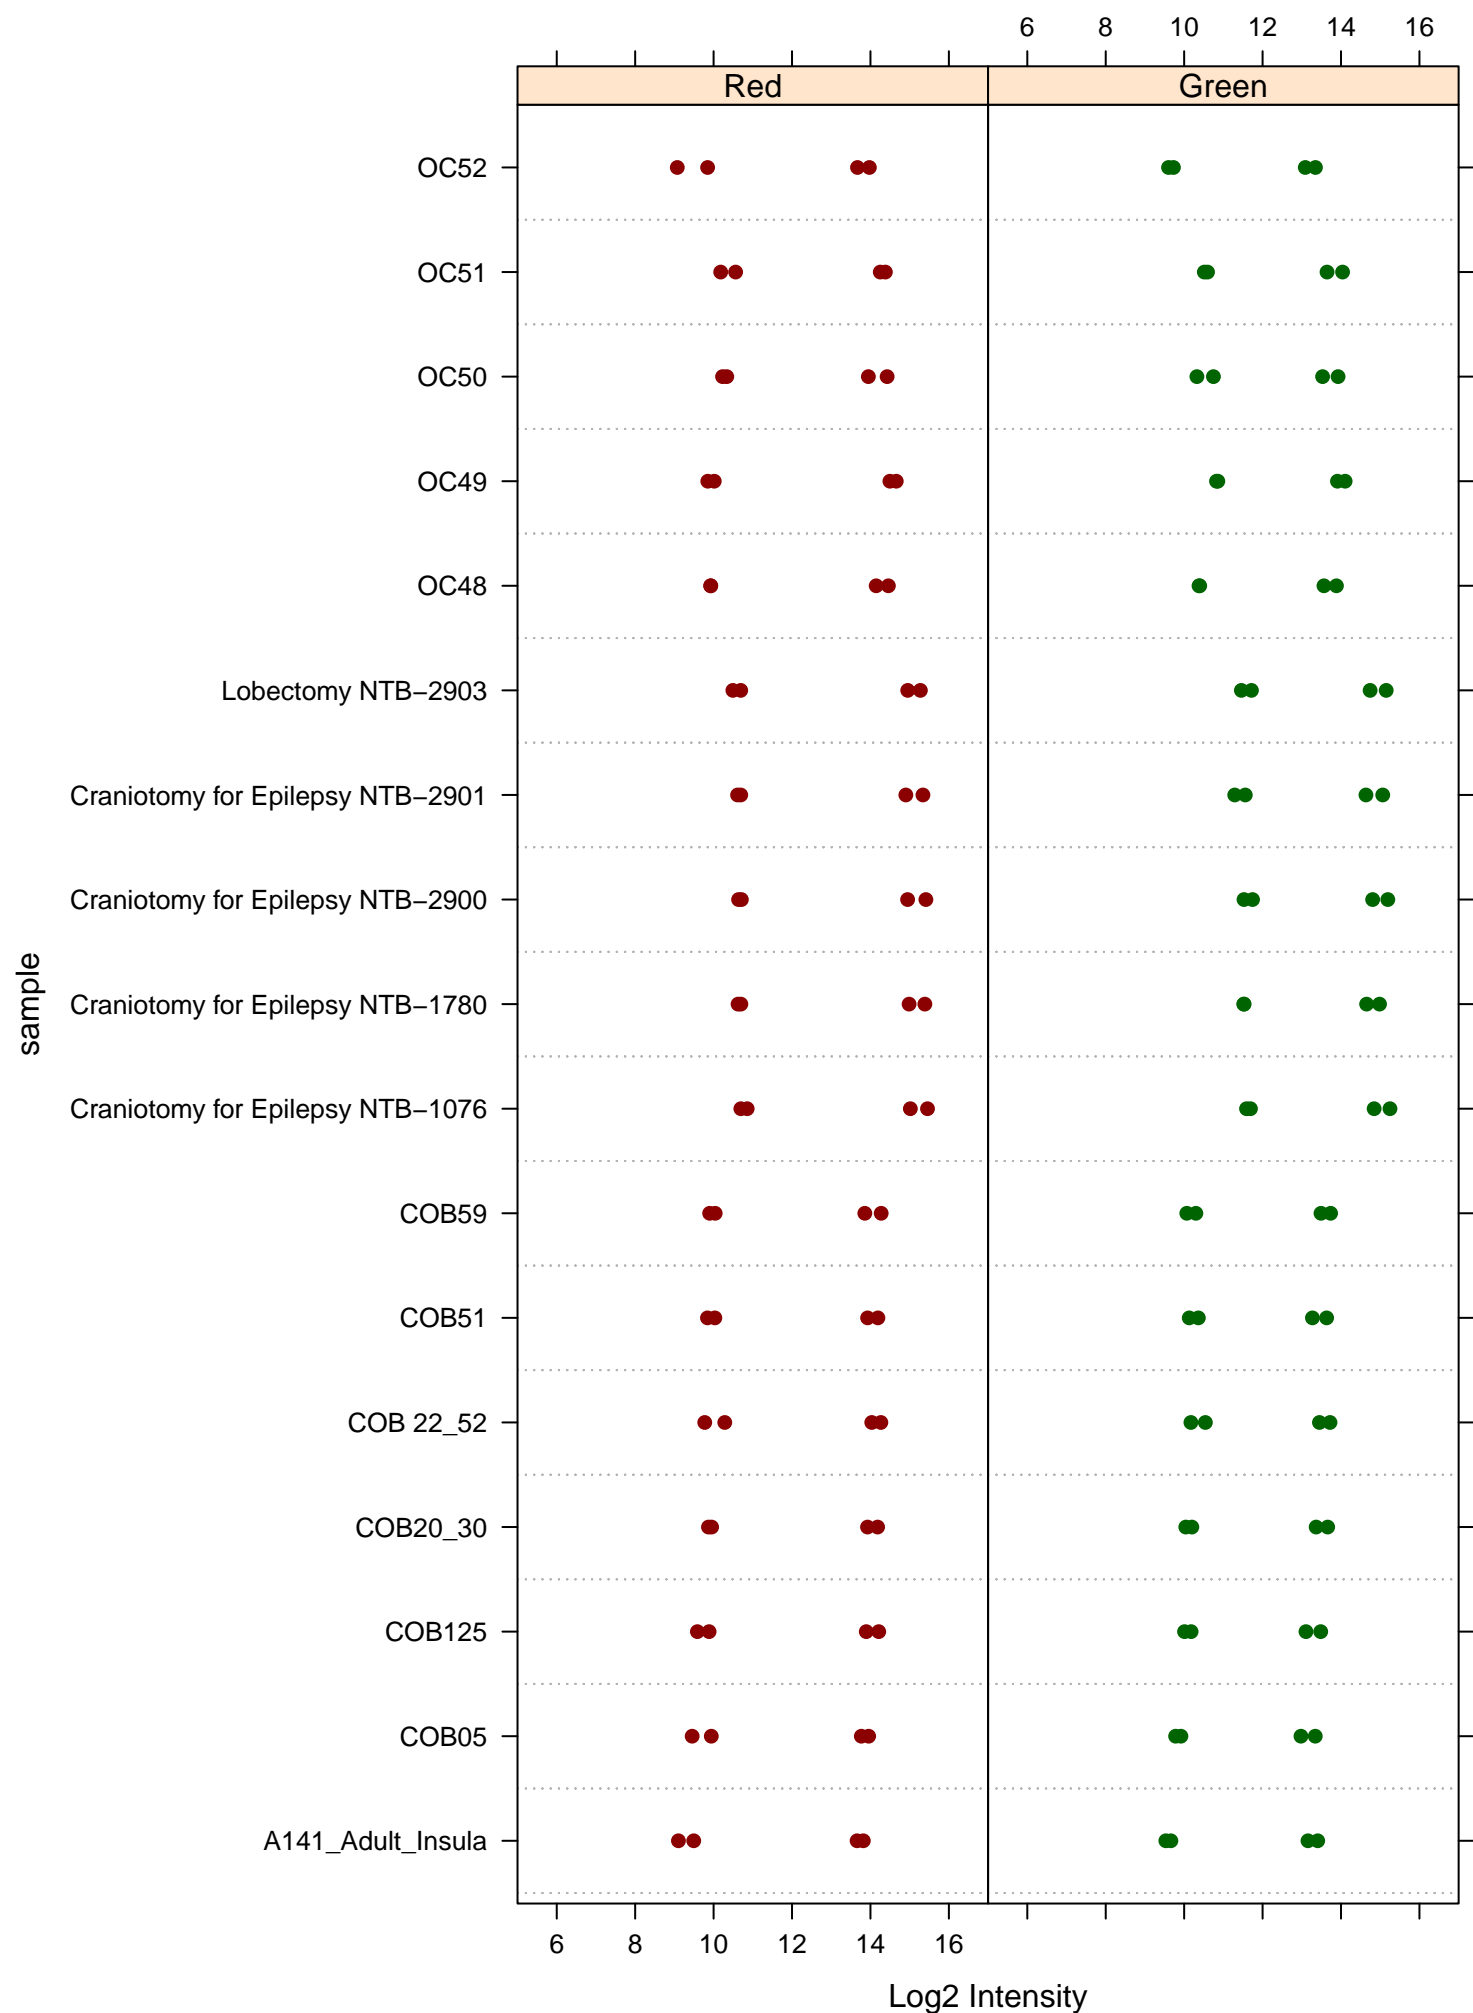 6 8 10 12 14 16
Red Green
OC52
OC51
OC50
OC49
OC48
Lobectomy NTB−2903
Craniotomy for Epilepsy NTB−2901
Craniotomy for Epilepsy NTB−2900
Craniotomy for Epilepsy NTB−1780
Craniotomy for Epilepsy NTB−1076
COB59
COB51
COB 22_52
COB20_30
COB125
COB05
A141_Adult_Insula
sample
6 8 10 12 14 16
Log2 Intensity